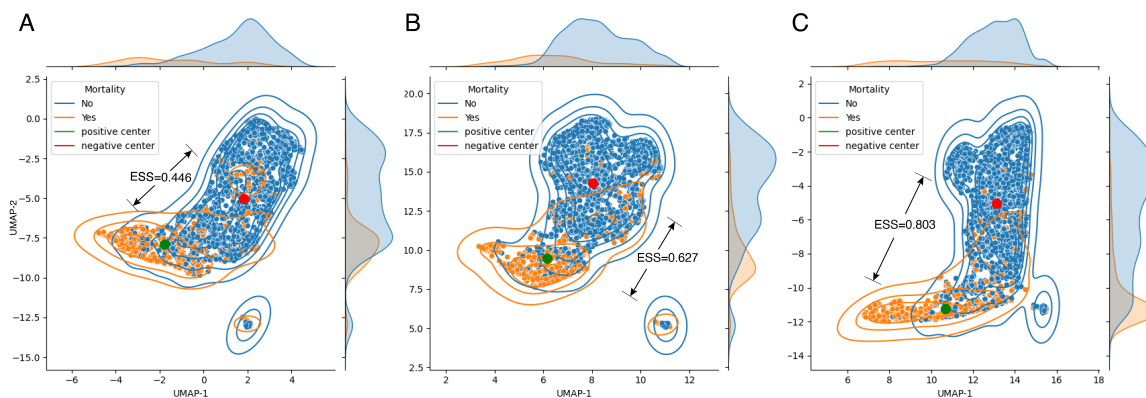 A
B
C
2.5
0.0
−2.5
−5.0
−7.5
−10.0
−12.5
−15.0
UMAP-2
Mortality
No
Yes
positive center
negative center
ESS=0.446
−6
−4
−2
0
2
4
UMAP-1
20.0
17.5
15.0
12.5
10.0
7.5
5.0
2.5
0.0
Mortality
No
Yes
positive center
negative center
ESS=0.627
2
4
6
8
10
12
UMAP-1
2
0
−2
−4
−6
−8
−10
−12
−14
Mortality
No
Yes
positive center
negative center
ESS=0.803
6
8
10
12
14
16
18
UMAP-1